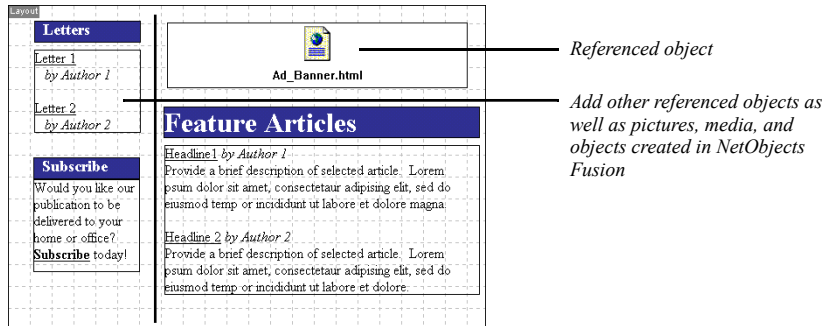 Layout
Letters
Letter 1
by Author 1
Letter 2
by Author 2
Subscribe
Would you like our
publication to be
delivered to your
home or office?
Subscribe today!
Ad_Banner.html
Feature Articles
Headline1 by Author 1
Provide a brief description of selected article. Lorem
psum dolor sit amet, consectetaur adipising elit, sed do
eiusmod temp or incididunt ut labore et dolore magna.
Headline 2 by Author 2
Provide a brief description of selected article. Lorem
psum dolor sit amet, consectetaur adipising elit, sed do
eiusmod temp or incididunt ut labore et dolore.
Referenced object
Add other referenced objects as
well as pictures, media, and
objects created in NetObjects
Fusion